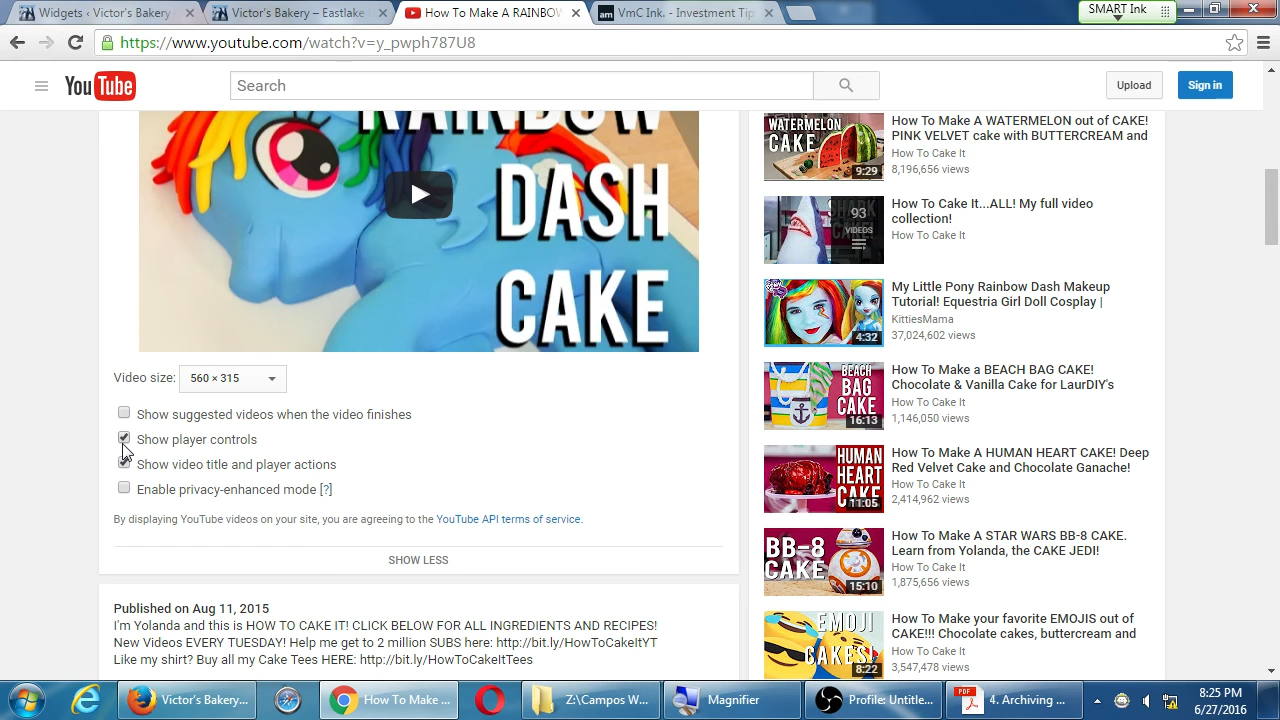 Widgets ‹ Victor's Bakery
Victor's Bakery – Eastlake
How To Make A RAINBOW
VmC Ink. - Investment Tip
SMART Ink
https://www.youtube.com/watch?v=y_pwph787U8
YouTube
Search
Upload
Sign in
RAINBOW
DASH
CAKE
Video size:
560 × 315
Show suggested videos when the video finishes
Show player controls
Show video title and player actions
Enable privacy-enhanced mode [?]
By displaying YouTube videos on your site, you are agreeing to the YouTube API terms of service.
SHOW LESS
Published on Aug 11, 2015
I'm Yolanda and this is HOW TO CAKE IT! CLICK BELOW FOR ALL INGREDIENTS AND RECIPES!
New Videos EVERY TUESDAY! Help me get to 2 million SUBS here: http://bit.ly/HowToCakeItYT
Like my shirt? Buy all my Cake Tees HERE: http://bit.ly/HowToCakeItTees
WATERMELON
CAKE!
9:29
How To Make A WATERMELON out of CAKE!
PINK VELVET cake with BUTTERCREAM and
How To Cake It
8,196,656 views
SHARK
CAKE!
93
VIDEOS
How To Cake It...ALL! My full video
collection!
How To Cake It
4:32
My Little Pony Rainbow Dash Makeup
Tutorial! Equestria Girl Doll Cosplay |
KittiesMama
37,024,602 views
BEACH
BAG
CAKE
16:13
How To Make a BEACH BAG CAKE!
Chocolate & Vanilla Cake for LaurDIY's
How To Cake It
1,146,050 views
HUMAN
HEART
CAKE
11:05
How To Make A HUMAN HEART CAKE! Deep
Red Velvet Cake and Chocolate Ganache!
How To Cake It
2,414,962 views
BB-8
CAKE
15:10
How To Make A STAR WARS BB-8 CAKE.
Learn from Yolanda, the CAKE JEDI!
How To Cake It
1,875,656 views
EMOJI
CAKES!
8:22
How To Make your favorite EMOJIS out of
CAKE!!! Chocolate cakes, buttercream and
How To Cake It
3,547,478 views
Victor's Bakery...
How To Make ...
Z:\Campos W...
Magnifier
Profile: Untitle...
PDF
4. Archiving ...
8:25 PM
6/27/2016